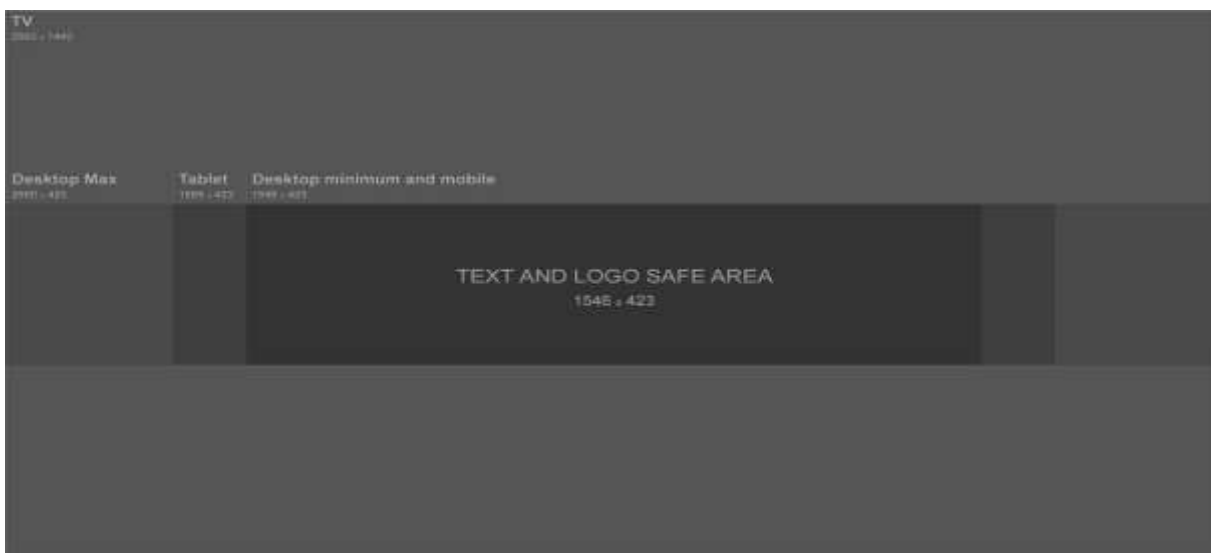 TV
Desktop Max
Tablet
Desktop minimum and mobile
TEXT AND LOGO SAFE AREA
1546 x 423